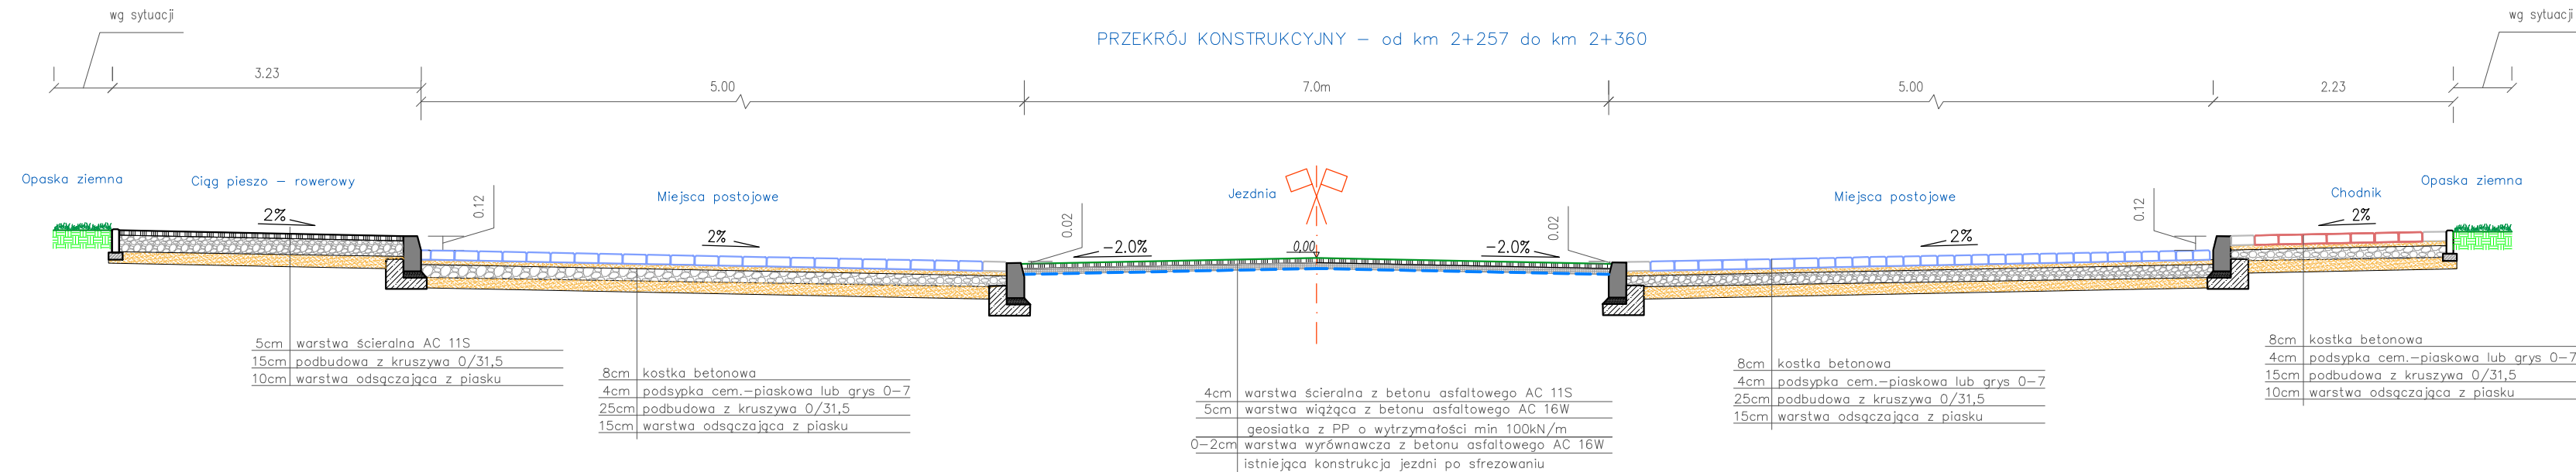 wg sytuacji
wg sytuacji
PRZEKRÓJ KONSTRUKCYJNY – od km 2+257 do km 2+360
3.23
5.00
7.0m
5.00
2.23
Opaska ziemna
Ciąg pieszo – rowerowy
Miejsca postojowe
Jezdnia
Miejsca postojowe
Chodnik
Opaska ziemna
2%
0.12
2%
0.02
–2.0%
0,00
–2.0%
0.02
2%
0.12
2%
5cm warstwa ścieralna AC 11S
15cm podbudowa z kruszywa 0/31,5
10cm warstwa odsączająca z piasku
8cm kostka betonowa
4cm podsypka cem.–piaskowa lub grys 0–7
25cm podbudowa z kruszywa 0/31,5
15cm warstwa odsączająca z piasku
4cm warstwa ścieralna z betonu asfaltowego AC 11S
5cm warstwa wiążąca z betonu asfaltowego AC 16W
geosiatka z PP o wytrzymałości min 100kN/m
0–2cm warstwa wyrównawcza z betonu asfaltowego AC 16W
istniejąca konstrukcja jezdni po sfrezowaniu
8cm kostka betonowa
4cm podsypka cem.–piaskowa lub grys 0–7
25cm podbudowa z kruszywa 0/31,5
15cm warstwa odsączająca z piasku
8cm kostka betonowa
4cm podsypka cem.–piaskowa lub grys 0–7
15cm podbudowa z kruszywa 0/31,5
10cm warstwa odsączająca z piasku